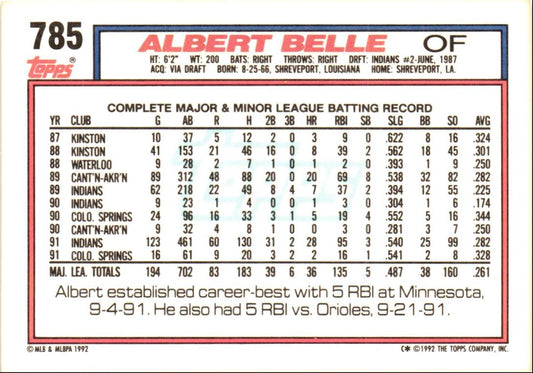 785
Topps
ALBERT BELLE OF
HT: 6'2" WT: 200 BATS: RIGHT THROWS: RIGHT DRFT: INDIANS #2-JUNE, 1987
ACQ: VIA DRAFT BORN: 8-25-66, SHREVEPORT, LOUISIANA HOME: SHREVEPORT, LA.
COMPLETE MAJOR & MINOR LEAGUE BATTING RECORD
YR CLUB G AB R H 2B 3B HR RBI SB SLG BB SO AVG
87 KINSTON 10 37 5 12 2 0 3 9 0 .622 8 16 .324
88 KINSTON 41 153 21 46 16 0 8 39 2 .562 18 45 .301
88 WATERLOO 9 28 2 7 1 0 1 2 0 .393 1 9 .250
89 CANT'N-AKR'N 89 312 48 88 20 0 20 69 8 .538 32 82 .282
89 INDIANS 62 218 22 49 8 4 7 37 2 .394 12 55 .225
90 INDIANS 9 23 1 4 0 0 1 3 0 .304 1 6 .174
90 COLO. SPRINGS 24 96 16 33 3 1 5 19 4 .552 5 16 .344
90 CANT'N-AKR'N 9 32 4 8 1 0 0 3 0 .281 3 7 .250
91 INDIANS 123 461 60 130 31 2 28 95 3 .540 25 99 .282
91 COLO. SPRINGS 16 61 9 20 3 2 2 16 1 .541 2 8 .328
MAJ. LEA. TOTALS 194 702 83 183 39 6 36 135 5 .487 38 160 .261
Albert established career-best with 5 RBI at Minnesota,
9-4-91. He also had 5 RBI vs. Orioles, 9-21-91.
© MLB & MLBPA 1992 C✱ ©1992 THE TOPPS COMPANY, INC.